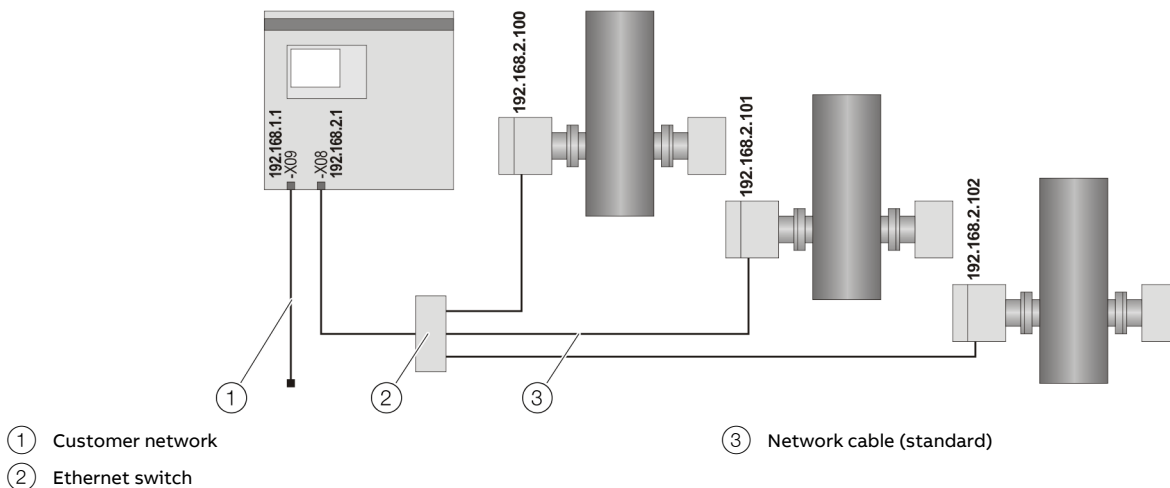 192.168.2.100
192.168.1.1
-X09
-X08
192.168.2.1
192.168.2.101
192.168.2.102
1
2
3
1 Customer network
3 Network cable (standard)
2 Ethernet switch